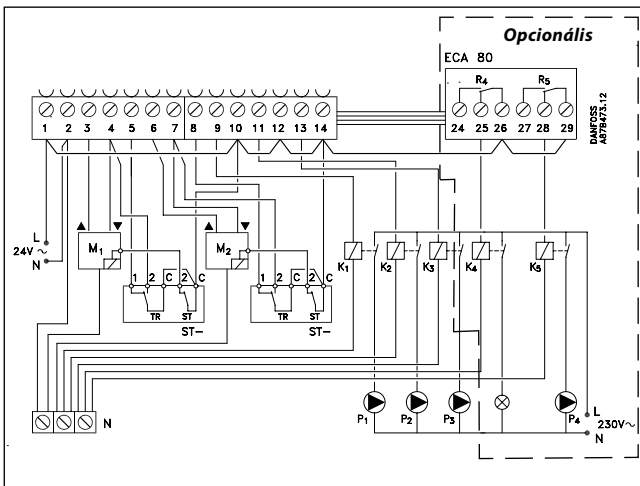 Opcionális
ECA 80
R4 R5
1 2 3 4 5 6 7 8 9 10 11 12 13 14
24 25 26 27 28 29
DANFOSS
A87B473.12
L
24V ~
N
M1
M2
1 2 C 2 C
TR ST
ST-
1 2 C 2 C
TR ST
ST-
K1 K2 K3 K4 K5
N
P1 P2 P3 P4
L
230V~
N